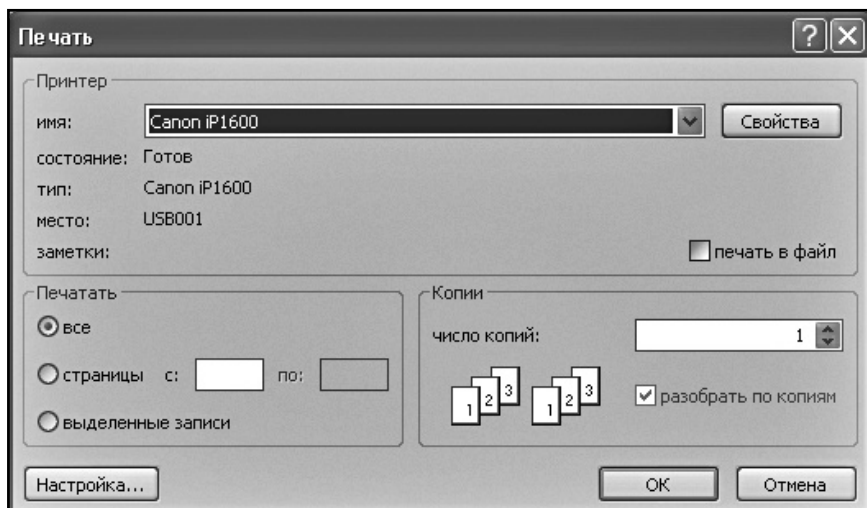 Печать
Принтер
имя: Canon iP1600 Свойства
состояние: Готов
тип: Canon iP1600
место: USB001
заметки: печать в файл
Печатать
все
страницы с: по:
выделенные записи
Копии
число копий: 1
1 2 3 1 2 3
разобрать по копиям
Настройка... ОК Отмена